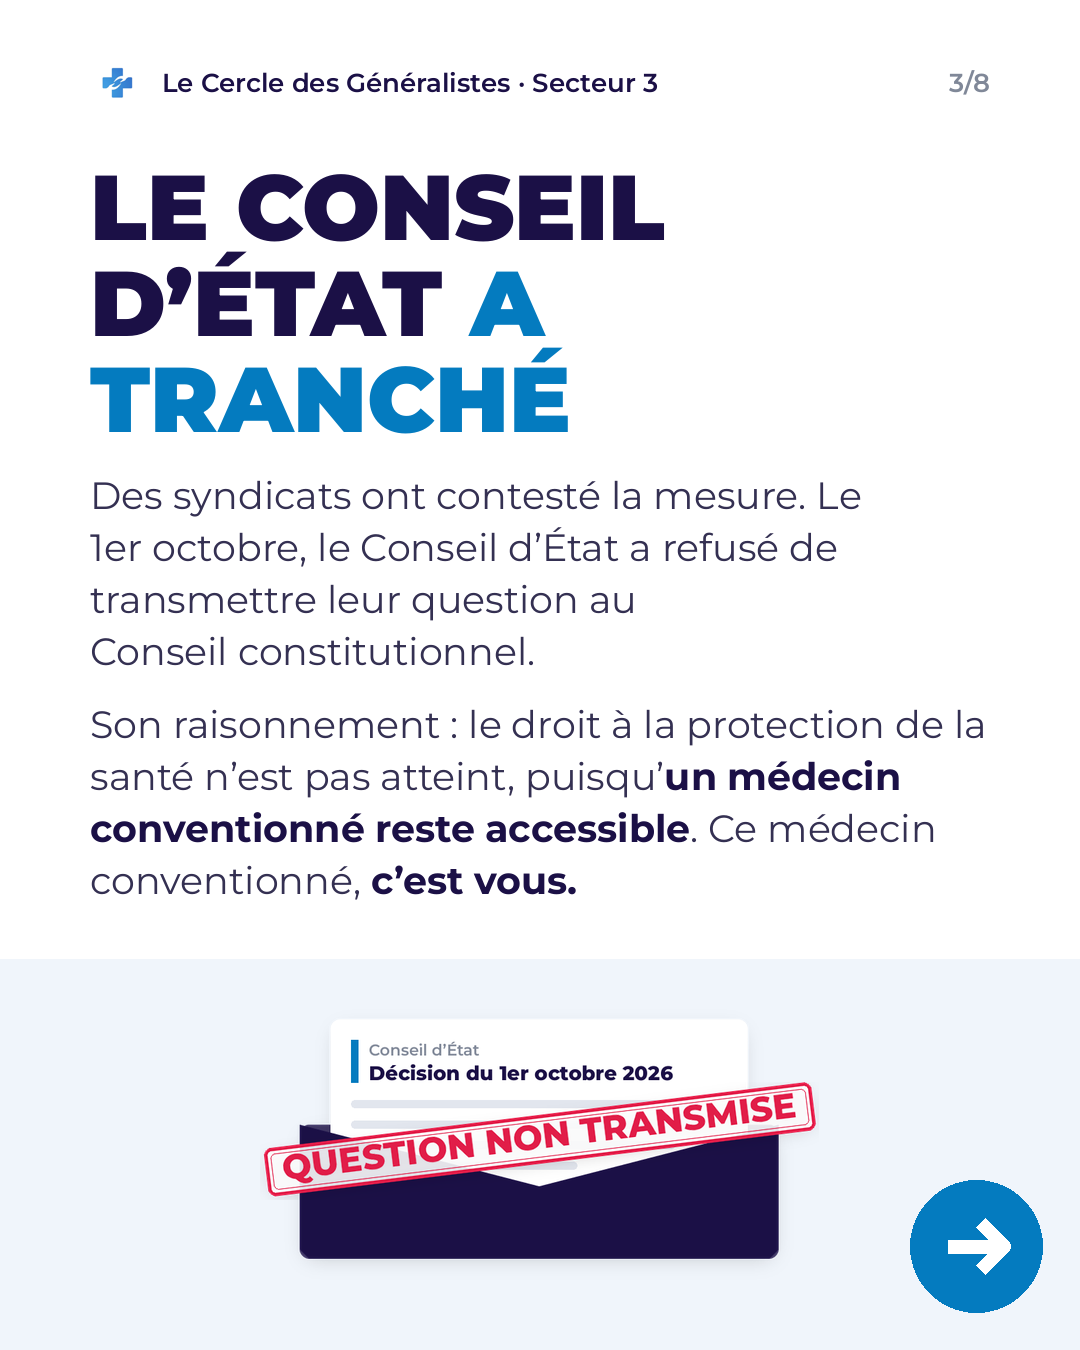 Le Cercle des Généralistes · Secteur 3
3/8
LE CONSEIL
D’ÉTAT A
TRANCHÉ
Des syndicats ont contesté la mesure. Le
1er octobre, le Conseil d’État a refusé de
transmettre leur question au
Conseil constitutionnel.
Son raisonnement : le droit à la protection de la
santé n’est pas atteint, puisqu’un médecin
conventionné reste accessible. Ce médecin
conventionné, c’est vous.
Conseil d’État
Décision du 1er octobre 2026
QUESTION NON TRANSMISE